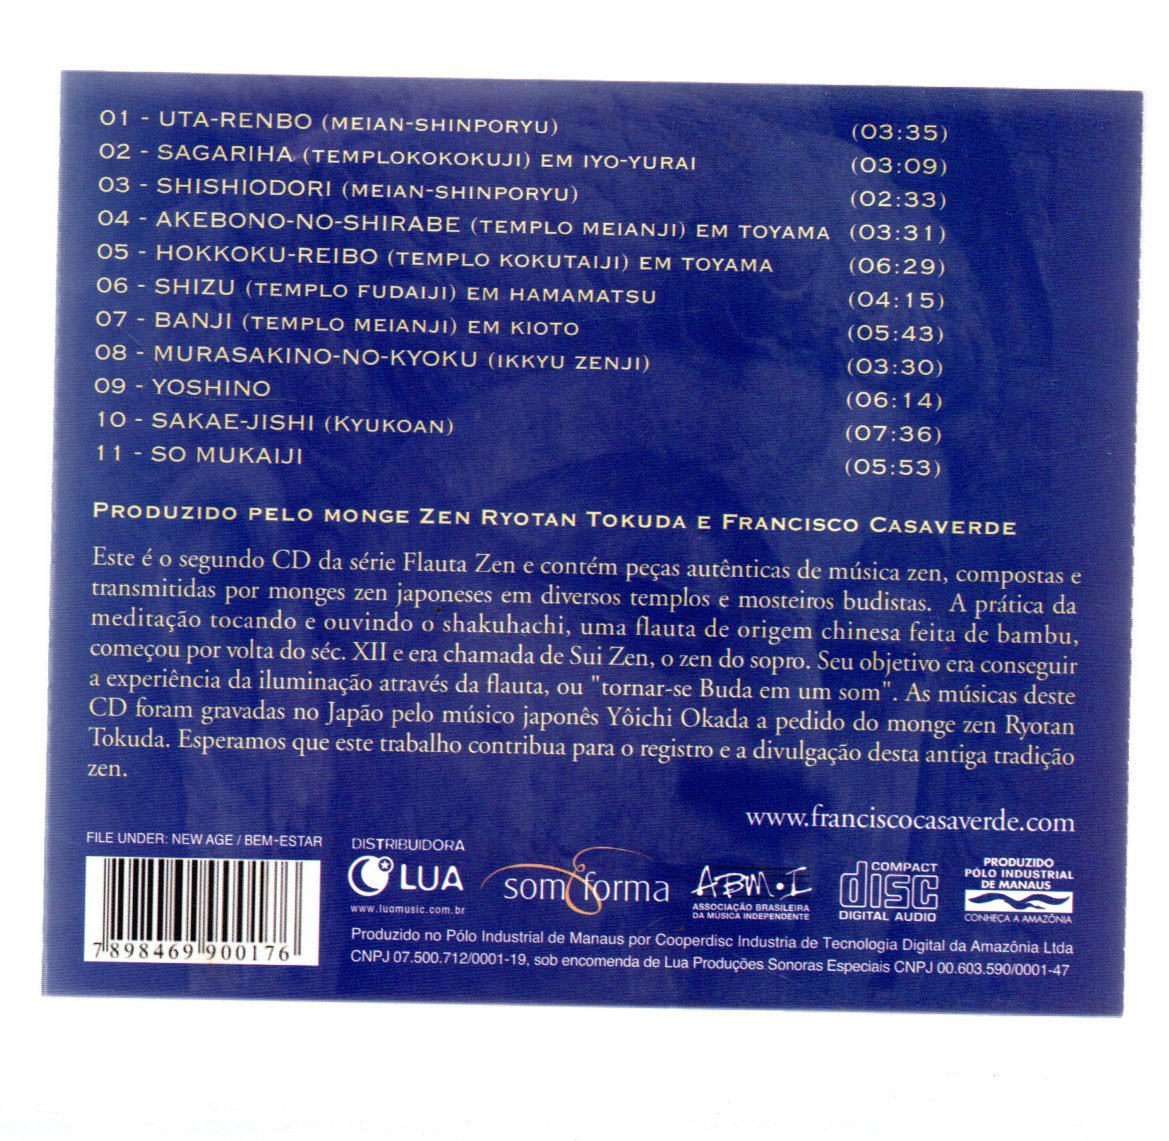 01 - UTA-RENBO (MEIAN-SHINPORYU) (03:35)
02 - SAGARIHA (TEMPLOKOKOKUJI) EM IYO-YURAI (03:09)
03 - SHISHIODORI (MEIAN-SHINPORYU) (02:33)
04 - AKEBONO-NO-SHIRABE (TEMPLO MEIANJI) EM TOYAMA (03:31)
05 - HOKKOKU-REIBO (TEMPLO KOKUTAIJI) EM TOYAMA (06:29)
06 - SHIZU (TEMPLO FUDAIJI) EM HAMAMATSU (04:15)
07 - BANJI (TEMPLO MEIANJI) EM KIOTO (05:43)
08 - MURASAKINO-NO-KYOKU (IKKYU ZENJI) (03:30)
09 - YOSHINO (06:14)
10 - SAKAE-JISHI (KYUKOAN) (07:36)
11 - SO MUKAIJI (05:53)
PRODUZIDO PELO MONGE ZEN RYOTAN TOKUDA E FRANCISCO CASAVERDE
Este é o segundo CD da série Flauta Zen e contém peças autênticas de música zen, compostas e
transmitidas por monges zen japoneses em diversos templos e mosteiros budistas. A prática da
meditação tocando e ouvindo o shakuhachi, uma flauta de origem chinesa feita de bambu,
começou por volta do séc. XII e era chamada de Sui Zen, o zen do sopro. Seu objetivo era conseguir
a experiência da iluminação através da flauta, ou "tornar-se Buda em um som". As músicas deste
CD foram gravadas no Japão pelo músico japonês Yôichi Okada a pedido do monge zen Ryotan
Tokuda. Esperamos que este trabalho contribua para o registro e a divulgação desta antiga tradição
zen.
www.franciscocasaverde.com
FILE UNDER: NEW AGE / BEM-ESTAR
7898469900176
DISTRIBUIDORA
LUA
www.luamusic.com.br
som & forma
ABM·I
ASSOCIAÇÃO BRASILEIRA
DA MÚSICA INDEPENDENTE
COMPACT
disc
DIGITAL AUDIO
PRODUZIDO
PÓLO INDUSTRIAL
DE MANAUS
CONHEÇA A AMAZÔNIA
Produzido no Pólo Industrial de Manaus por Cooperdisc Industria de Tecnologia Digital da Amazônia Ltda
CNPJ 07.500.712/0001-19, sob encomenda de Lua Produções Sonoras Especiais CNPJ 00.603.590/0001-47